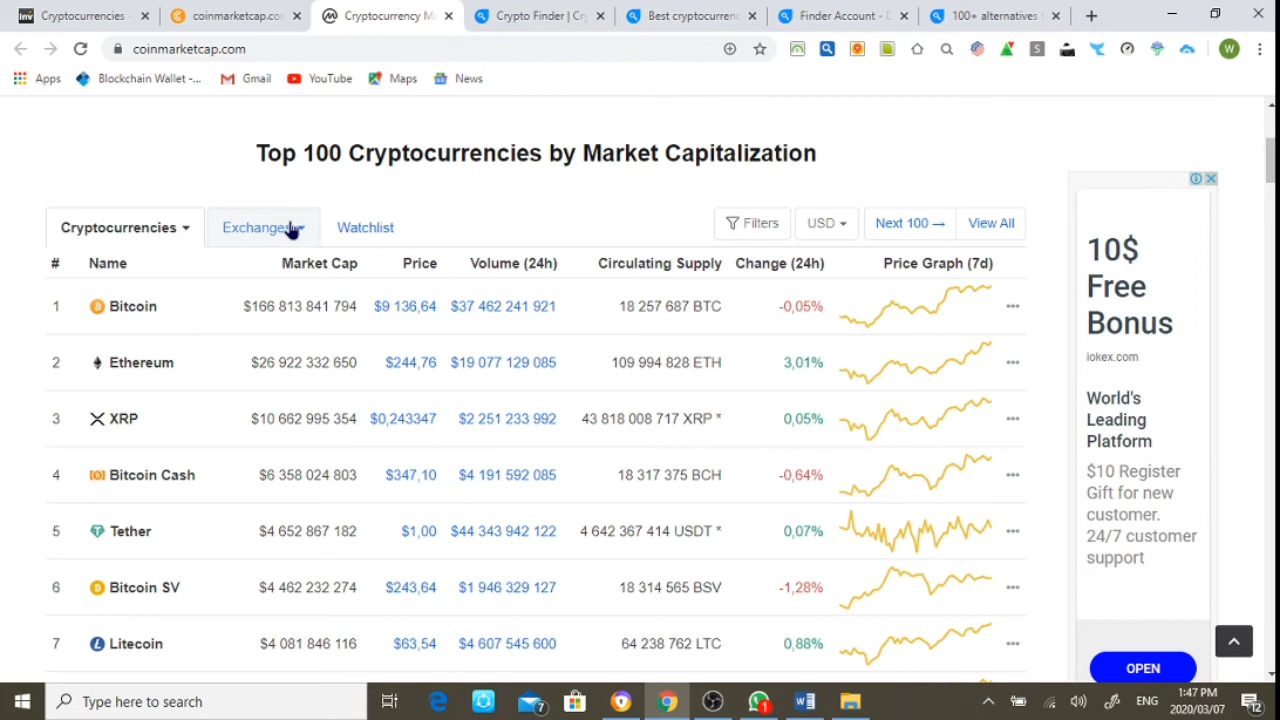 Cryptocurrencies -
coinmarketcap.co
Cryptocurrency M
Crypto Finder | Cr
Best cryptocurren
Finder Account - D
100+ alternatives
coinmarketcap.com
W
Apps
Blockchain Wallet -...
Gmail
YouTube
Maps
News
Top 100 Cryptocurrencies by Market Capitalization
Cryptocurrencies Exchanges Watchlist Filters USD Next 100 → View All
# Name Market Cap Price Volume (24h) Circulating Supply Change (24h) Price Graph (7d)
1 Bitcoin $166 813 841 794 $9 136,64 $37 462 241 921 18 257 687 BTC -0,05%
2 Ethereum $26 922 332 650 $244,76 $19 077 129 085 109 994 828 ETH 3,01%
3 XRP $10 662 995 354 $0,243347 $2 251 233 992 43 818 008 717 XRP * 0,05%
4 Bitcoin Cash $6 358 024 803 $347,10 $4 191 592 085 18 317 375 BCH -0,64%
5 Tether $4 652 867 182 $1,00 $44 343 942 122 4 642 367 414 USDT * 0,07%
6 Bitcoin SV $4 462 232 274 $243,64 $1 946 329 127 18 314 565 BSV -1,28%
7 Litecoin $4 081 846 116 $63,54 $4 607 545 600 64 238 762 LTC 0,88%
10$
Free
Bonus
iokex.com
World's
Leading
Platform
$10 Register
Gift for new
customer.
24/7 customer
support
OPEN
Type here to search
7
1
ENG
1:47 PM
2020/03/07
12